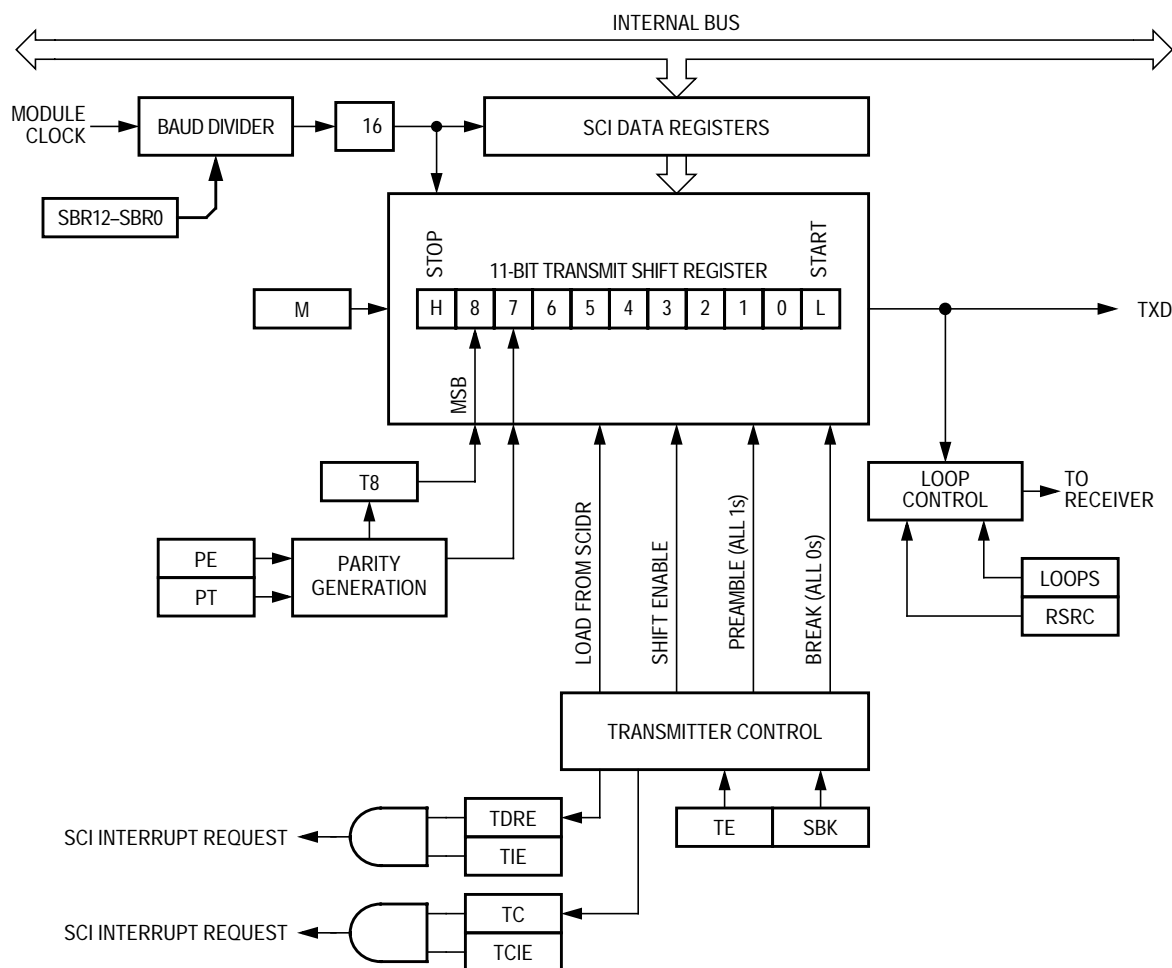 INTERNAL BUS
MODULE
CLOCK
BAUD DIVIDER
16
SCI DATA REGISTERS
SBR12–SBR0
STOP
11-BIT TRANSMIT SHIFT REGISTER
START
M
H 8 7 6 5 4 3 2 1 0 L
TXD
MSB
T8
LOOP
CONTROL
TO
RECEIVER
PE
PT
PARITY
GENERATION
LOAD FROM SCIDR
SHIFT ENABLE
PREAMBLE (ALL 1s)
BREAK (ALL 0s)
LOOPS
RSRC
TRANSMITTER CONTROL
TE
SBK
SCI INTERRUPT REQUEST
TDRE
TIE
SCI INTERRUPT REQUEST
TC
TCIE